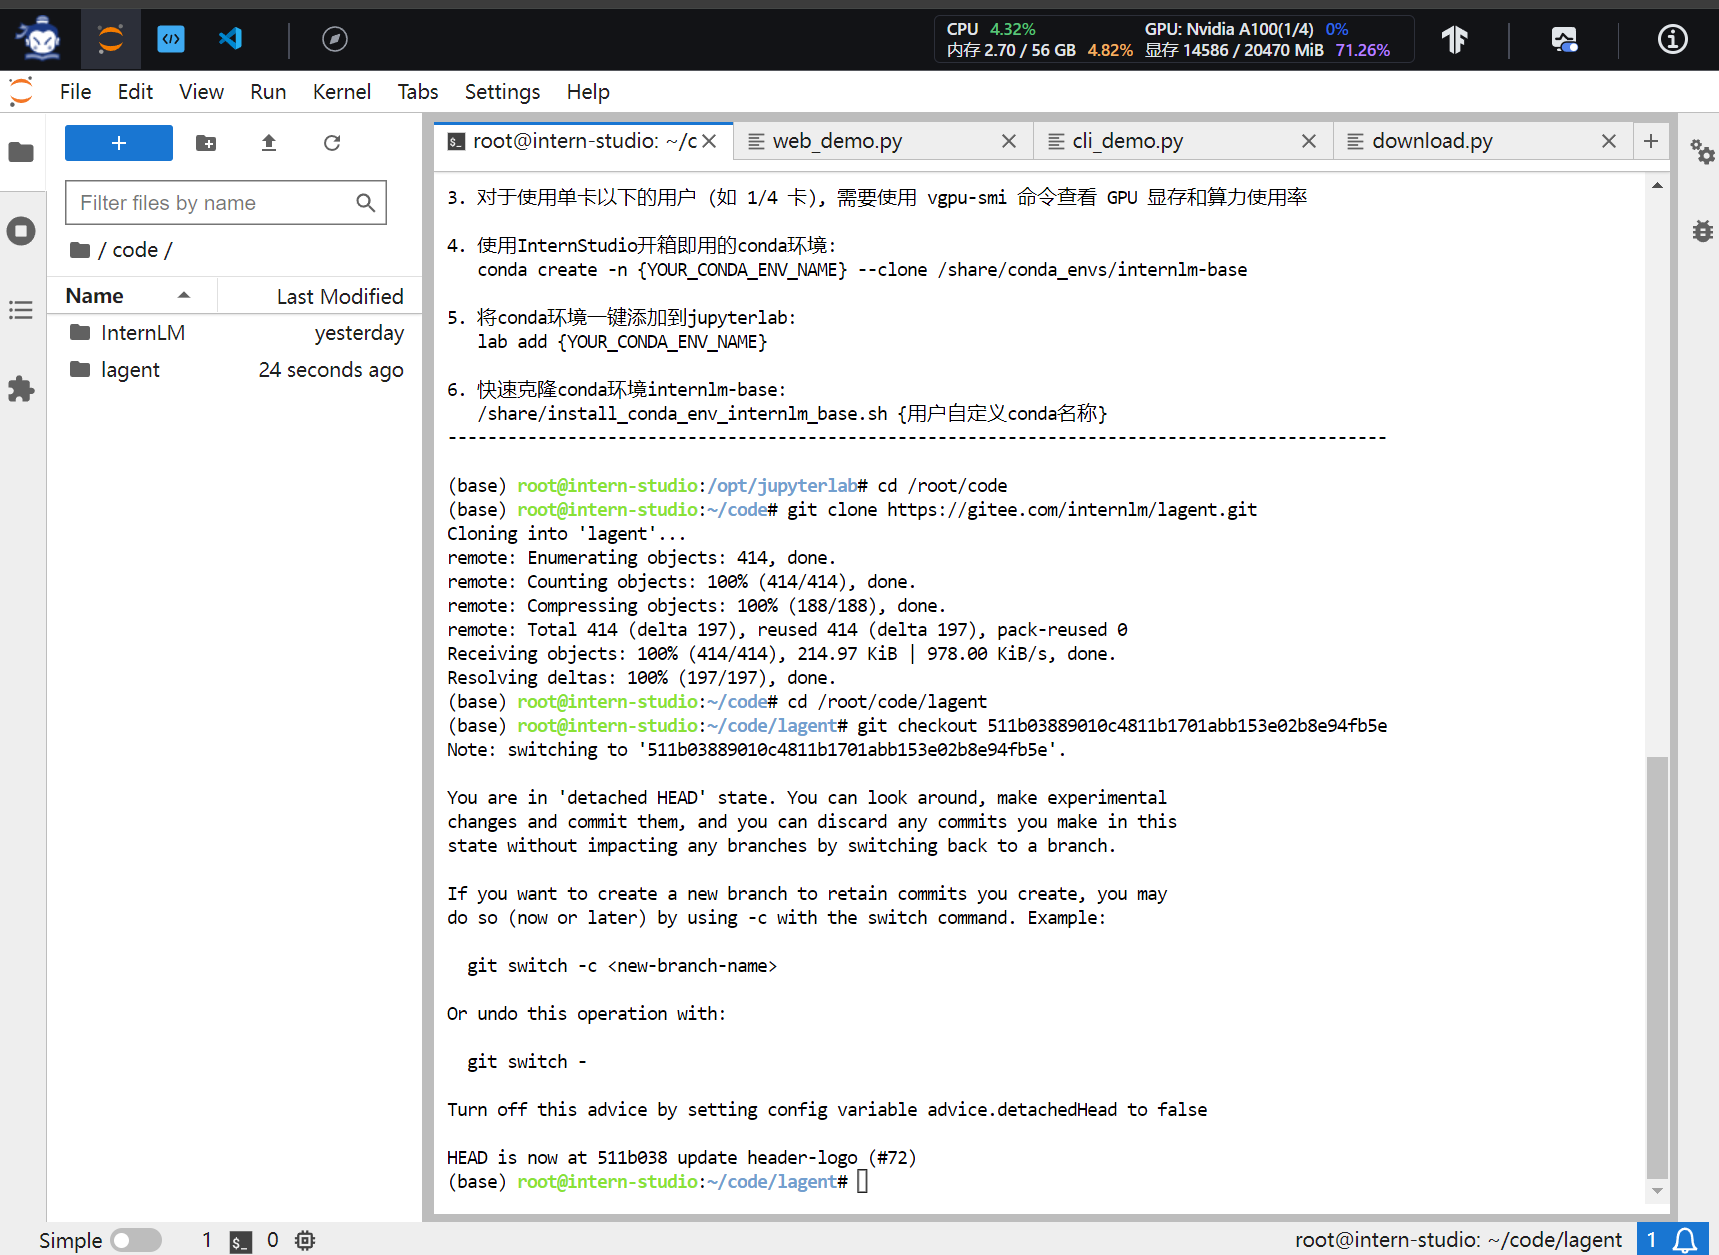 CPU 4.32% GPU: Nvidia A100(1/4) 0%
内存 2.70 / 56 GB 4.82% 显存 14586 / 20470 MiB 71.26%
File Edit View Run Kernel Tabs Settings Help
root@intern-studio: ~/c
web_demo.py
cli_demo.py
download.py
Filter files by name
/ code /
Name Last Modified
InternLM yesterday
lagent 24 seconds ago
3. 对于使用单卡以下的用户 (如 1/4 卡), 需要使用 vgpu-smi 命令查看 GPU 显存和算力使用率
4. 使用InternStudio开箱即用的conda环境:
conda create -n {YOUR_CONDA_ENV_NAME} --clone /share/conda_envs/internlm-base
5. 将conda环境一键添加到jupyterlab:
lab add {YOUR_CONDA_ENV_NAME}
6. 快速克隆conda环境internlm-base:
/share/install_conda_env_internlm_base.sh {用户自定义conda名称}
----------------------------------------------------------------------------------------------
(base) root@intern-studio:/opt/jupyterlab# cd /root/code
(base) root@intern-studio:~/code# git clone https://gitee.com/internlm/lagent.git
Cloning into 'lagent'...
remote: Enumerating objects: 414, done.
remote: Counting objects: 100% (414/414), done.
remote: Compressing objects: 100% (188/188), done.
remote: Total 414 (delta 197), reused 414 (delta 197), pack-reused 0
Receiving objects: 100% (414/414), 214.97 KiB | 978.00 KiB/s, done.
Resolving deltas: 100% (197/197), done.
(base) root@intern-studio:~/code# cd /root/code/lagent
(base) root@intern-studio:~/code/lagent# git checkout 511b03889010c4811b1701abb153e02b8e94fb5e
Note: switching to '511b03889010c4811b1701abb153e02b8e94fb5e'.
You are in 'detached HEAD' state. You can look around, make experimental
changes and commit them, and you can discard any commits you make in this
state without impacting any branches by switching back to a branch.
If you want to create a new branch to retain commits you create, you may
do so (now or later) by using -c with the switch command. Example:
git switch -c <new-branch-name>
Or undo this operation with:
git switch -
Turn off this advice by setting config variable advice.detachedHead to false
HEAD is now at 511b038 update header-logo (#72)
(base) root@intern-studio:~/code/lagent#
Simple 1 $_ 0 root@intern-studio: ~/code/lagent 1